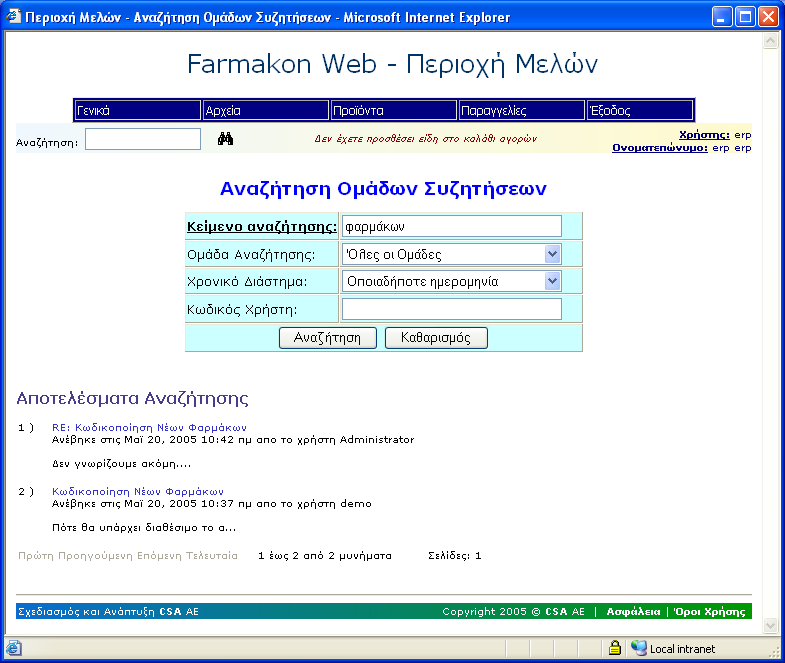 Περιοχή Μελών - Αναζήτηση Ομάδων Συζητήσεων - Microsoft Internet Explorer
Farmakon Web - Περιοχή Μελών
Γενικά Αρχεία Προϊόντα Παραγγελίες Έξοδος
Αναζήτηση: Δεν έχετε προσθέσει είδη στο καλάθι αγορών Χρήστης: erp
Ονοματεπώνυμο: erp erp
Αναζήτηση Ομάδων Συζητήσεων
Κείμενο αναζήτησης: φαρμάκων
Ομάδα Αναζήτησης: Όλες οι Ομάδες
Χρονικό Διάστημα: Οποιαδήποτε ημερομηνία
Κωδικός Χρήστη:
Αναζήτηση Καθαρισμός
Αποτελέσματα Αναζήτησης
1 ) RE: Κωδικοποίηση Νέων Φαρμάκων
Ανέβηκε στις Μαϊ 20, 2005 10:42 πμ απο το χρήστη Administrator
Δεν γνωρίζουμε ακόμη....
2 ) Κωδικοποίηση Νέων Φαρμάκων
Ανέβηκε στις Μαϊ 20, 2005 10:37 πμ απο το χρήστη demo
Πότε θα υπάρχει διαθέσιμο το α...
Πρώτη Προηγούμενη Επόμενη Τελευταία 1 έως 2 από 2 μυνήματα Σελίδες: 1
Σχεδιασμός και Ανάπτυξη CSA ΑΕ Copyright 2005 © CSA ΑΕ | Ασφάλεια | Όροι Χρήσης
Local intranet